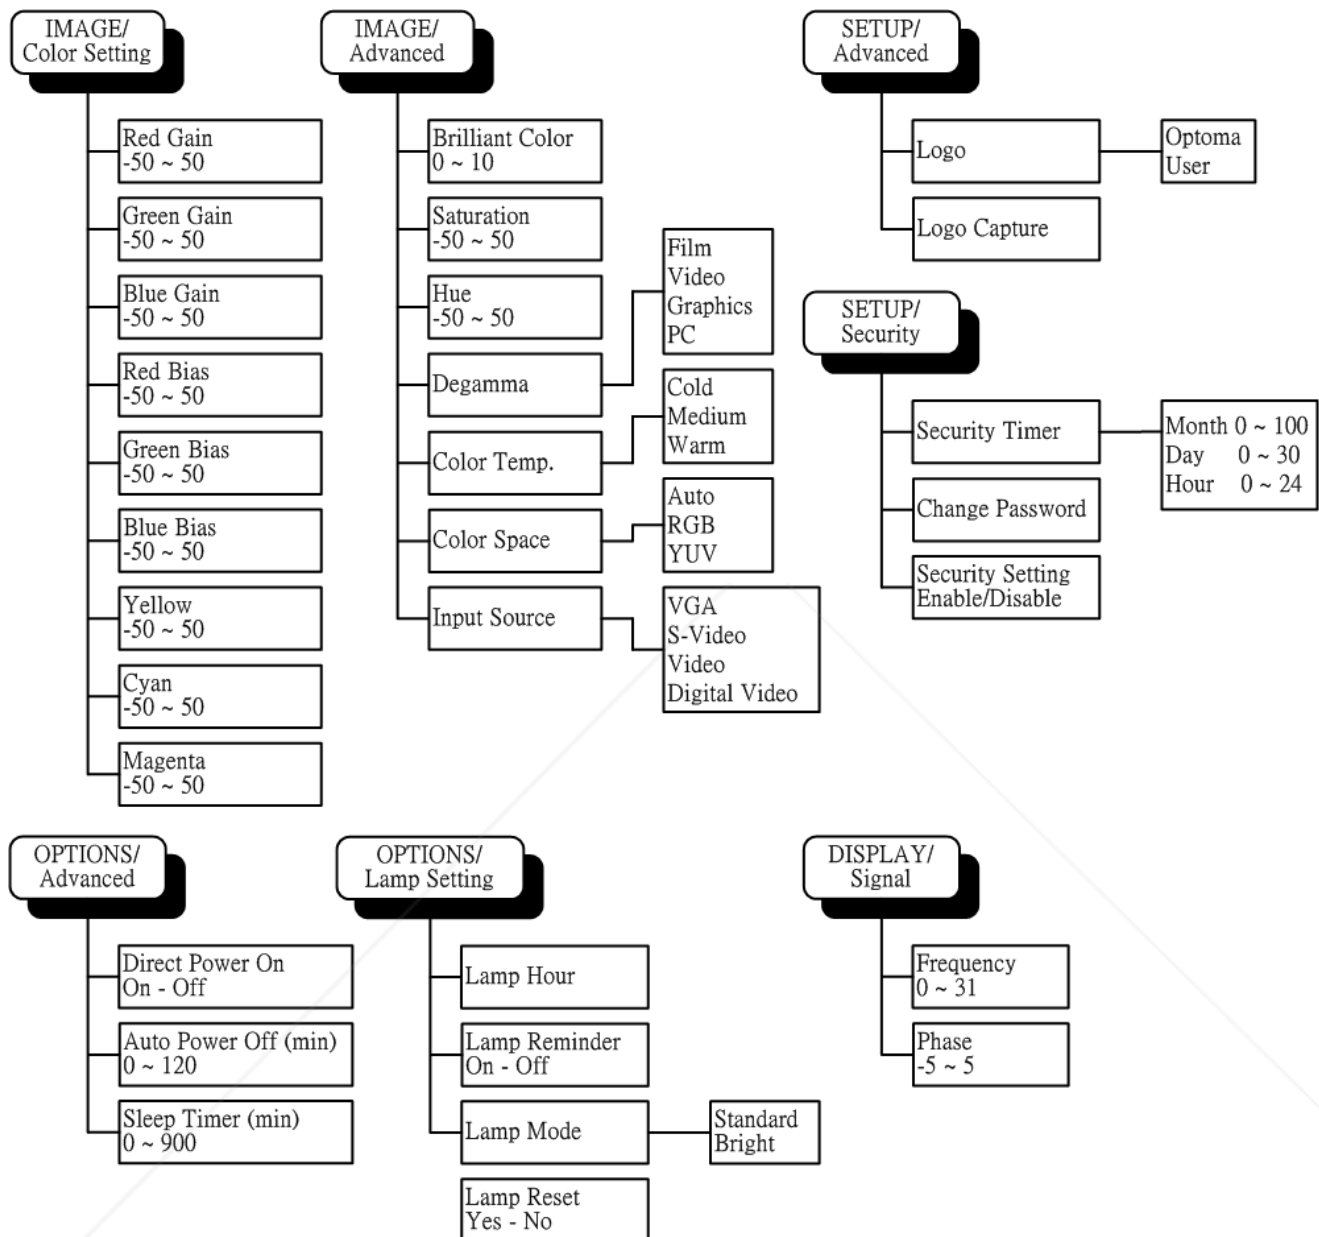 IMAGE/
Color Setting
Red Gain
-50 ~ 50
Green Gain
-50 ~ 50
Blue Gain
-50 ~ 50
Red Bias
-50 ~ 50
Green Bias
-50 ~ 50
Blue Bias
-50 ~ 50
Yellow
-50 ~ 50
Cyan
-50 ~ 50
Magenta
-50 ~ 50
IMAGE/
Advanced
Brilliant Color
0 ~ 10
Saturation
-50 ~ 50
Hue
-50 ~ 50
Degamma
Film
Video
Graphics
PC
Color Temp.
Cold
Medium
Warm
Color Space
Auto
RGB
YUV
Input Source
VGA
S-Video
Video
Digital Video
SETUP/
Advanced
Logo
Optoma
User
Logo Capture
SETUP/
Security
Security Timer
Month 0 ~ 100
Day 0 ~ 30
Hour 0 ~ 24
Change Password
Security Setting
Enable/Disable
OPTIONS/
Advanced
Direct Power On
On - Off
Auto Power Off (min)
0 ~ 120
Sleep Timer (min)
0 ~ 900
OPTIONS/
Lamp Setting
Lamp Hour
Lamp Reminder
On - Off
Lamp Mode
Standard
Bright
Lamp Reset
Yes - No
DISPLAY/
Signal
Frequency
0 ~ 31
Phase
-5 ~ 5